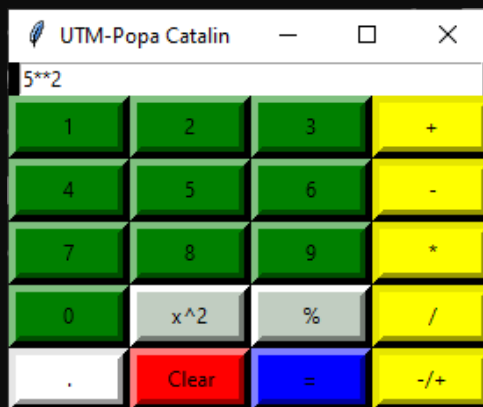 UTM-Popa Catalin
5**2
1 2 3 +
4 5 6 -
7 8 9 *
0 x^2 % /
. Clear = -/+